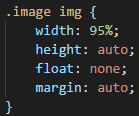 .image img {
    width: 95%;
    height: auto;
    float: none;
    margin: auto;
}